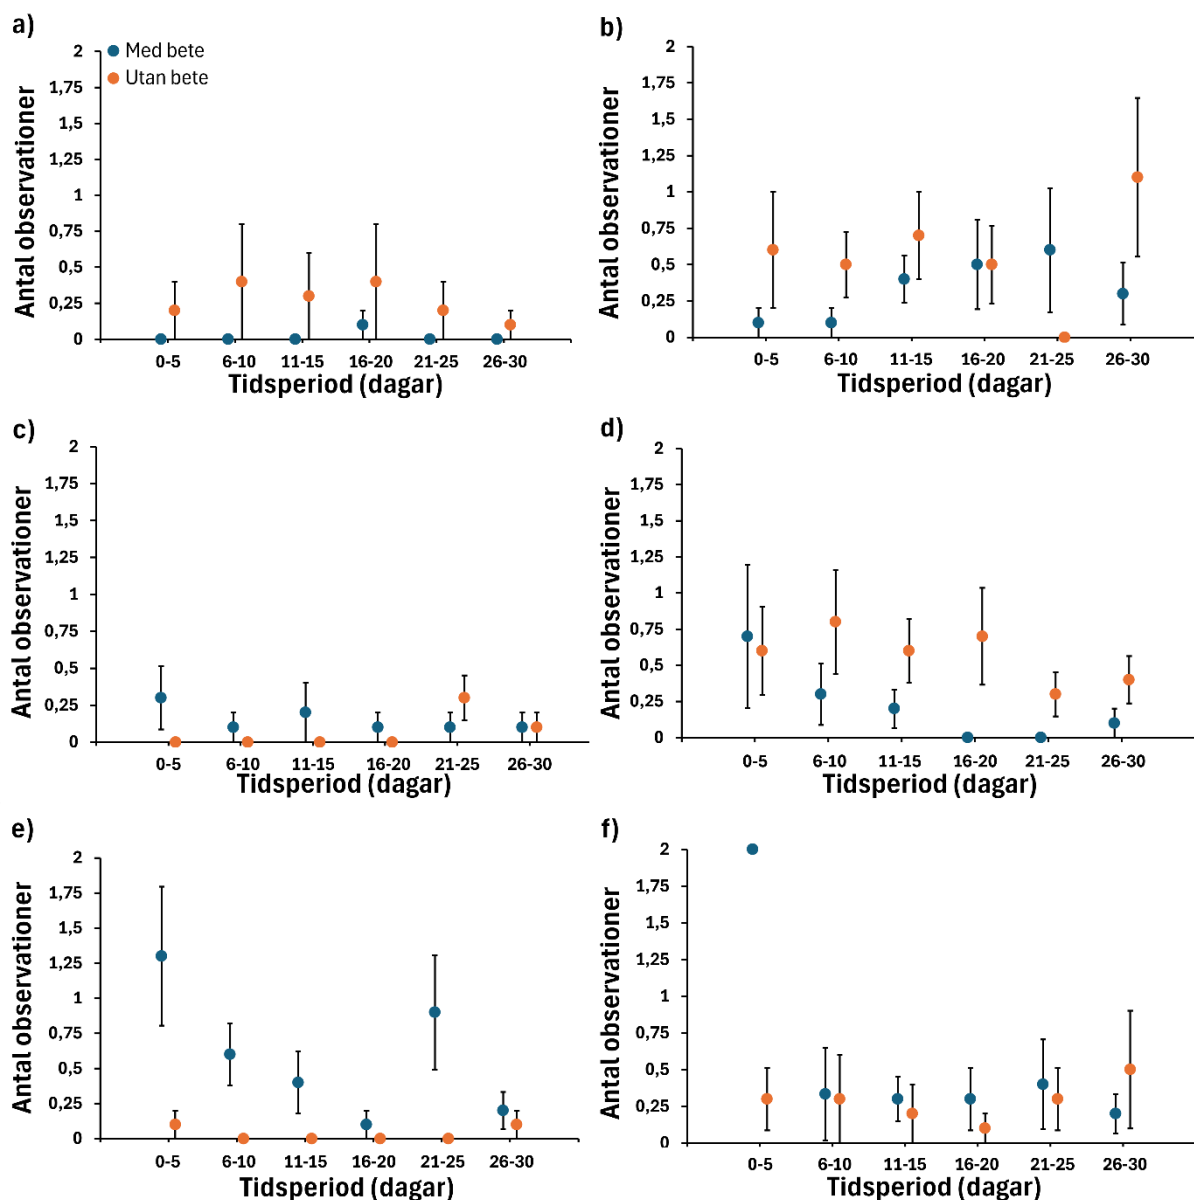 a)
Med bete
Utan bete
2
1,75
1,5
1,25
1
0,75
0,5
0,25
0
Antal observationer
0-5 6-10 11-15 16-20 21-25 26-30
Tidsperiod (dagar)
b)
2
1,75
1,5
1,25
1
0,75
0,5
0,25
0
Antal observationer
0-5 6-10 11-15 16-20 21-25 26-30
Tidsperiod (dagar)
c)
2
1,75
1,5
1,25
1
0,75
0,5
0,25
0
Antal observationer
0-5 6-10 11-15 16-20 21-25 26-30
Tidsperiod (dagar)
d)
2
1,75
1,5
1,25
1
0,75
0,5
0,25
0
Antal observationer
0-5 6-10 11-15 16-20 21-25 26-30
Tidsperiod (dagar)
e)
2
1,75
1,5
1,25
1
0,75
0,5
0,25
0
Antal observationer
0-5 6-10 11-15 16-20 21-25 26-30
Tidsperiod (dagar)
f)
2
1,75
1,5
1,25
1
0,75
0,5
0,25
0
Antal observationer
0-5 6-10 11-15 16-20 21-25 26-30
Tidsperiod (dagar)